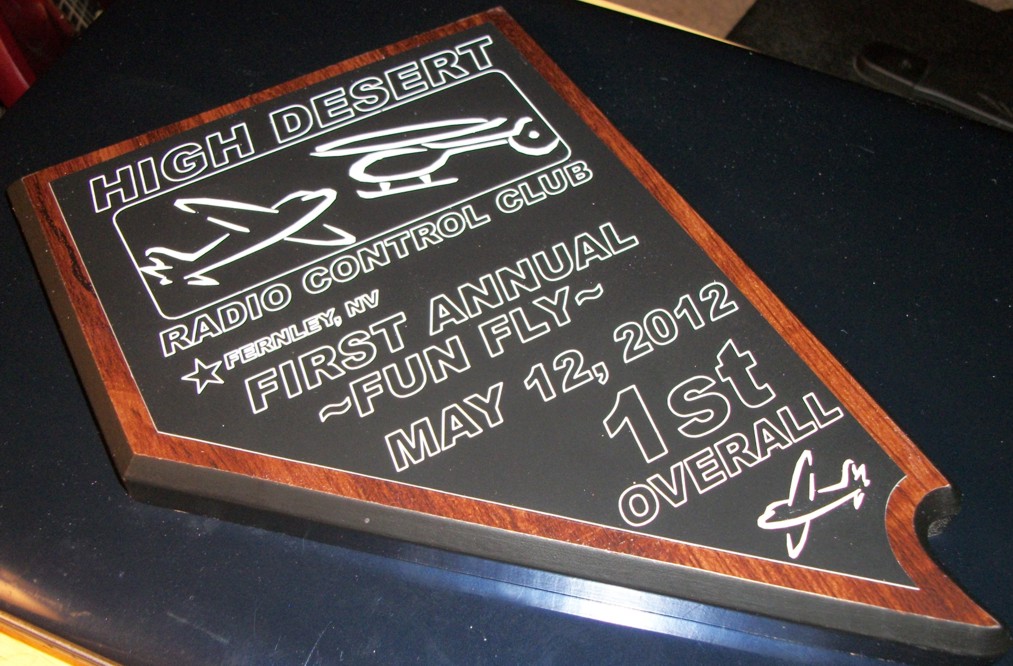 HIGH DESERT
RADIO CONTROL CLUB
FERNLEY, NV
FIRST ANNUAL
~FUN FLY~
MAY 12, 2012
1st
OVERALL